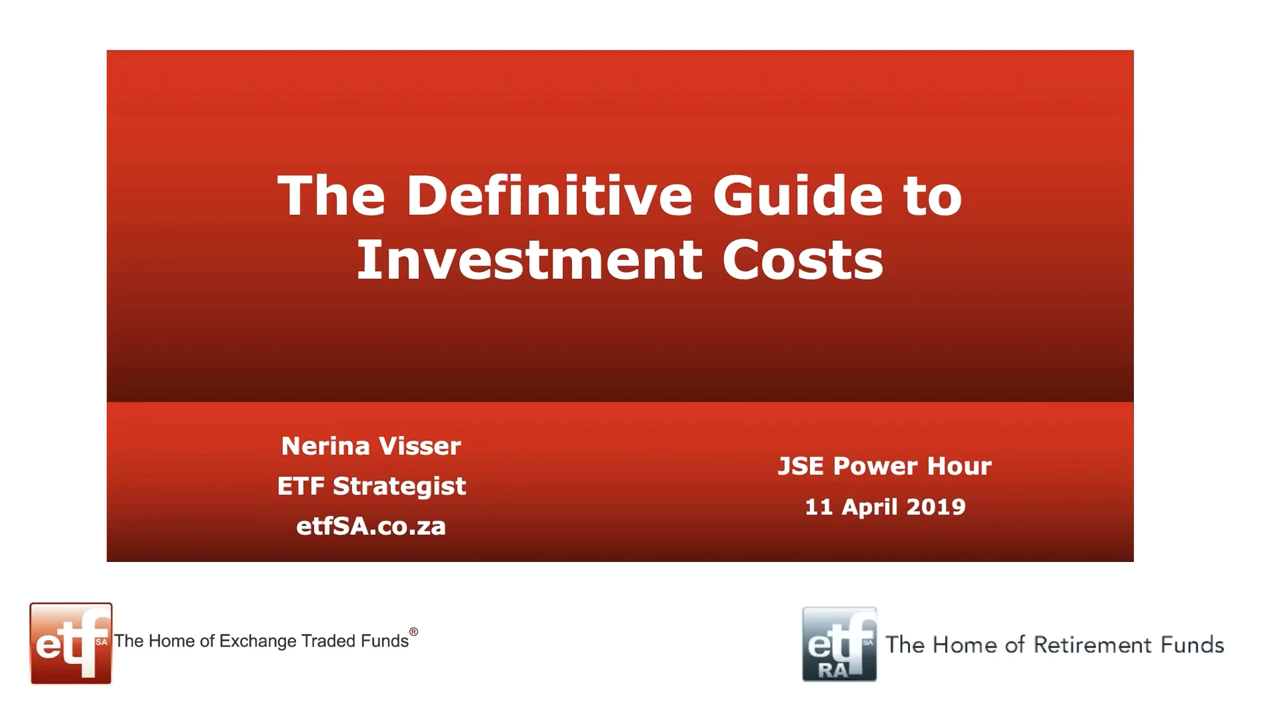 The Definitive Guide to
Investment Costs
Nerina Visser
ETF Strategist
etfSA.co.za
JSE Power Hour
11 April 2019
etf SA The Home of Exchange Traded Funds®
etf SA RA The Home of Retirement Funds